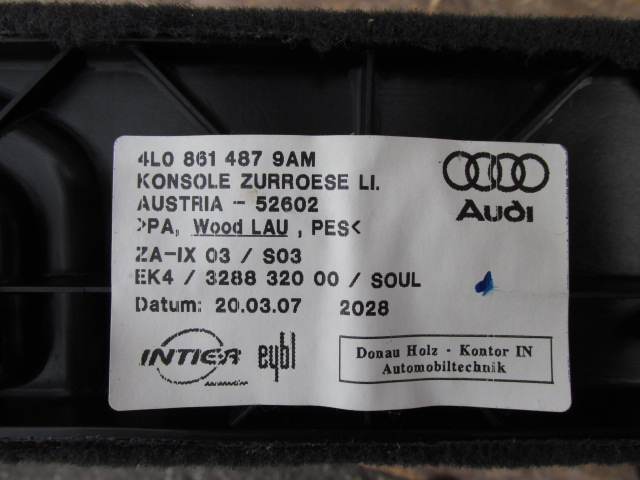 4L0 861 487 9AM
KONSOLE ZURROESE LI.
AUSTRIA - 52602
>PA, Wood LAU , PES<
ZA-IX 03 / S03
EK4 / 3288 320 00 / SOUL
Datum: 20.03.07 2028
Audi
INTIER eybl
Donau Holz - Kontor IN
Automobiltechnik